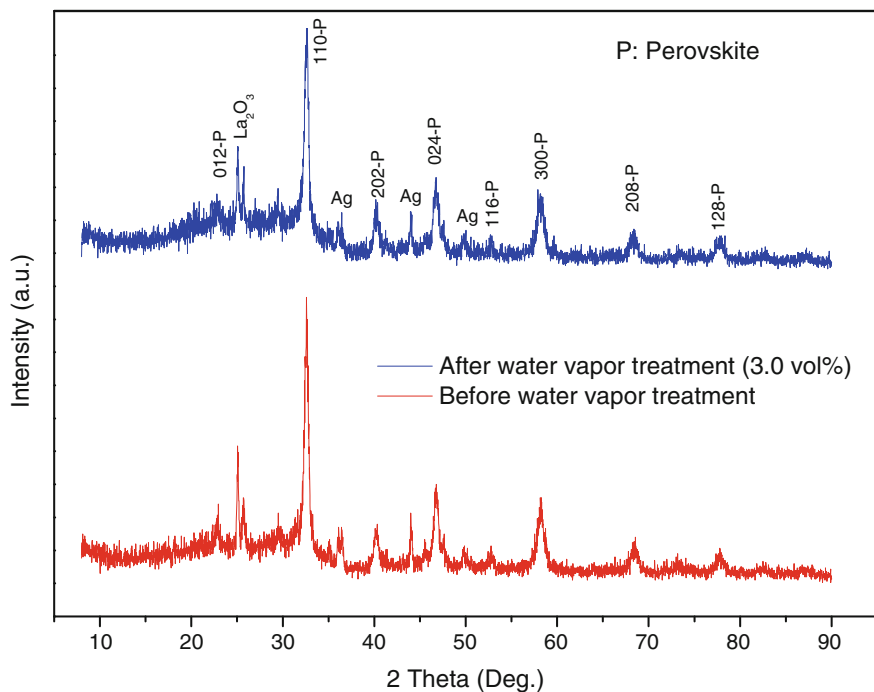 P: Perovskite
012-P
La₂O₃
110-P
Ag
202-P
Ag
024-P
Ag
116-P
300-P
208-P
128-P
After water vapor treatment (3.0 vol%)
Before water vapor treatment
Intensity (a.u.)
10 20 30 40 50 60 70 80 90
2 Theta (Deg.)